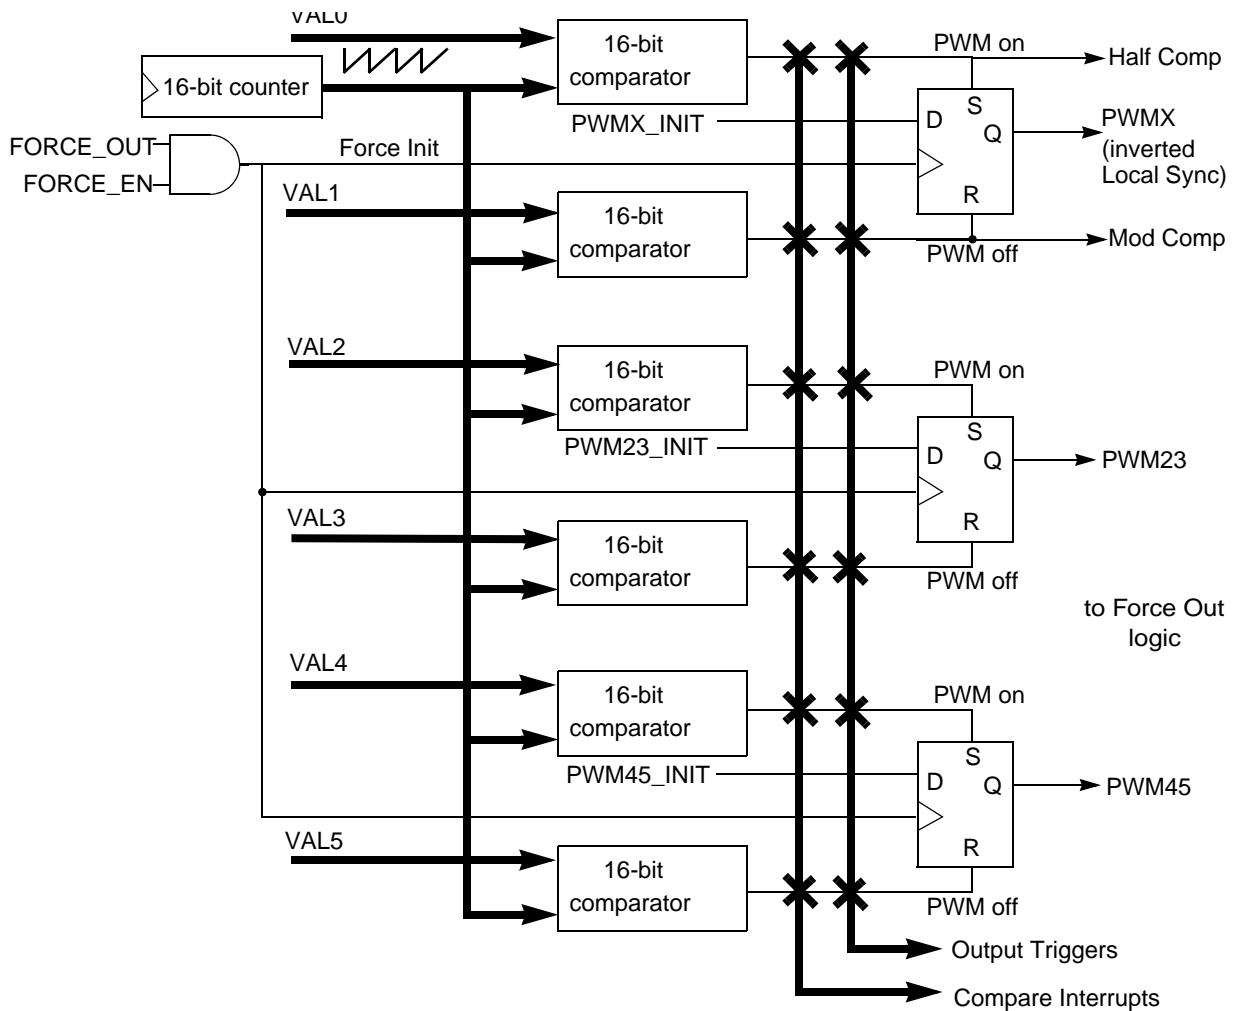 VAL0
16-bit
comparator
PWM on
Half Comp
16-bit counter
PWMX_INIT
D
S
Q
R
PWMX
(inverted
Local Sync)
FORCE_OUT
FORCE_EN
Force Init
VAL1
16-bit
comparator
PWM off
Mod Comp
VAL2
16-bit
comparator
PWM on
PWM23_INIT
D
S
Q
R
PWM23
VAL3
16-bit
comparator
PWM off
to Force Out
logic
VAL4
16-bit
comparator
PWM on
PWM45_INIT
D
S
Q
R
PWM45
VAL5
16-bit
comparator
PWM off
Output Triggers
Compare Interrupts